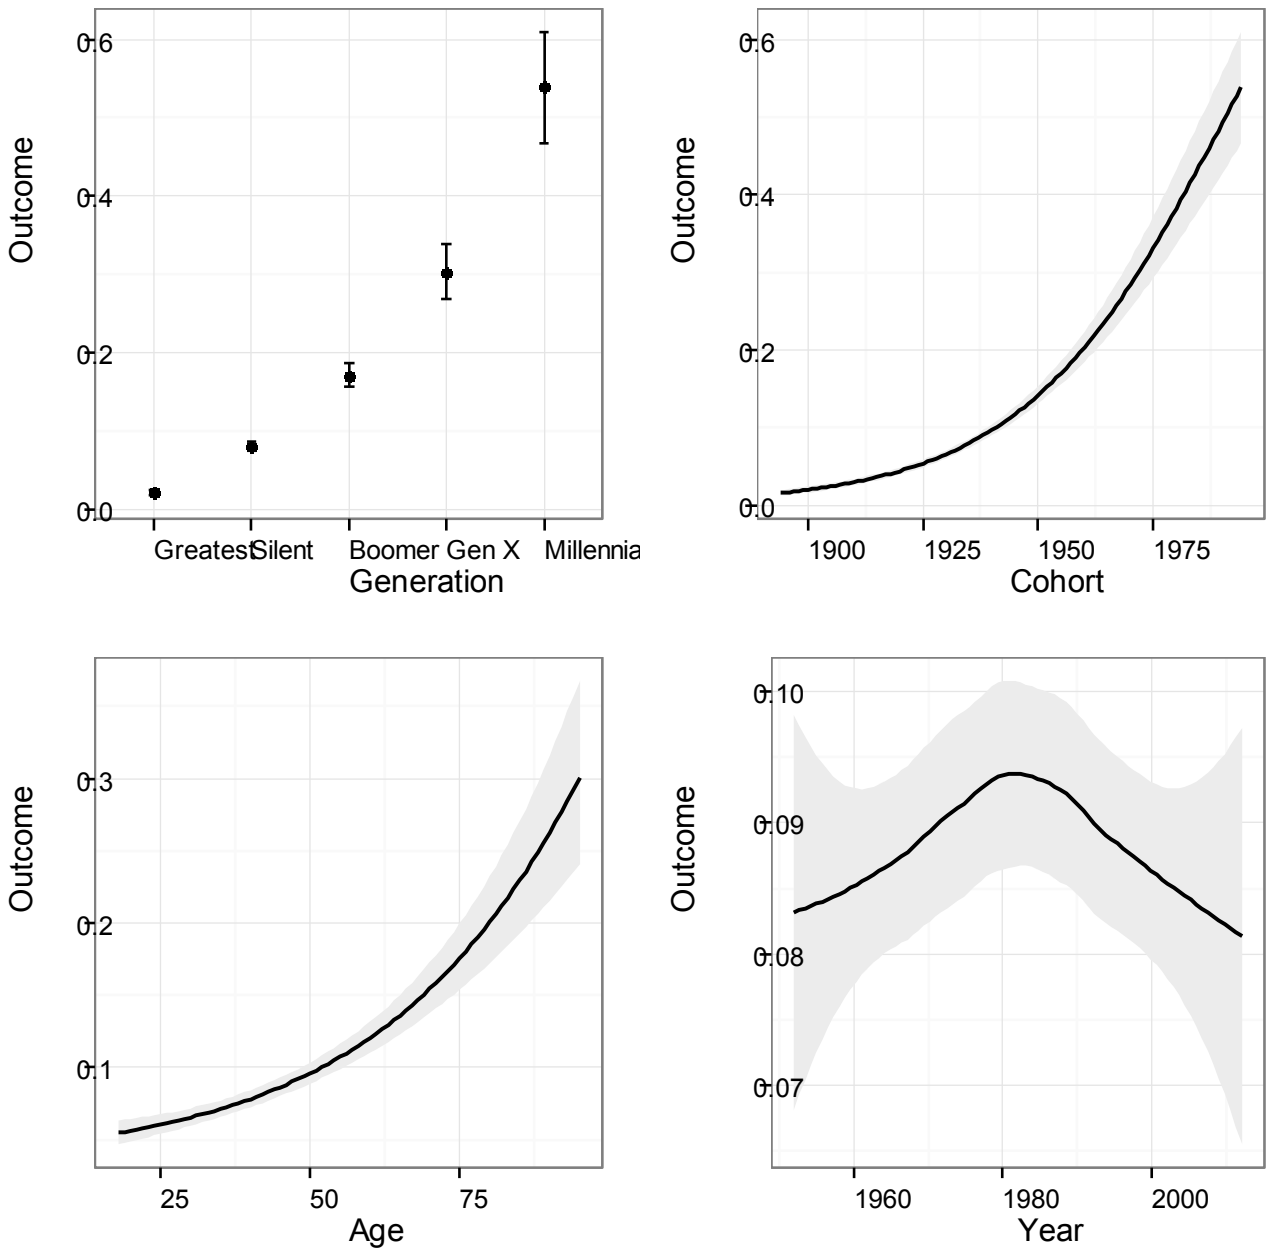 Outcome
0.6
0.4
0.2
0.0
Greatest Silent Boomer Gen X Millennia
Generation
Outcome
0.6
0.4
0.2
0.0
1900 1925 1950 1975
Cohort
Outcome
0.3
0.2
0.1
25 50 75
Age
Outcome
0.10
0.09
0.08
0.07
1960 1980 2000
Year